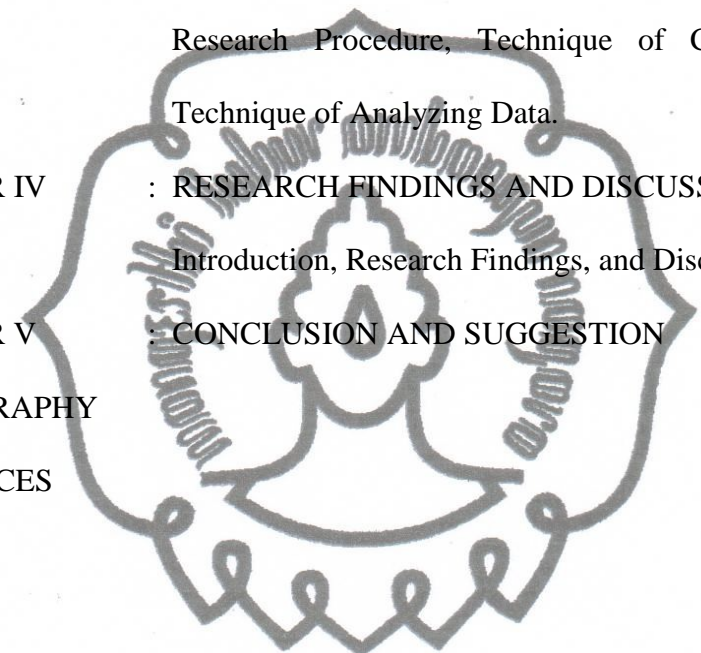 Research Procedure, Technique of C
Technique of Analyzing Data.
R IV : RESEARCH FINDINGS AND DISCUSS
Introduction, Research Findings, and Disc
R V : CONCLUSION AND SUGGESTION
RAPHY
CES